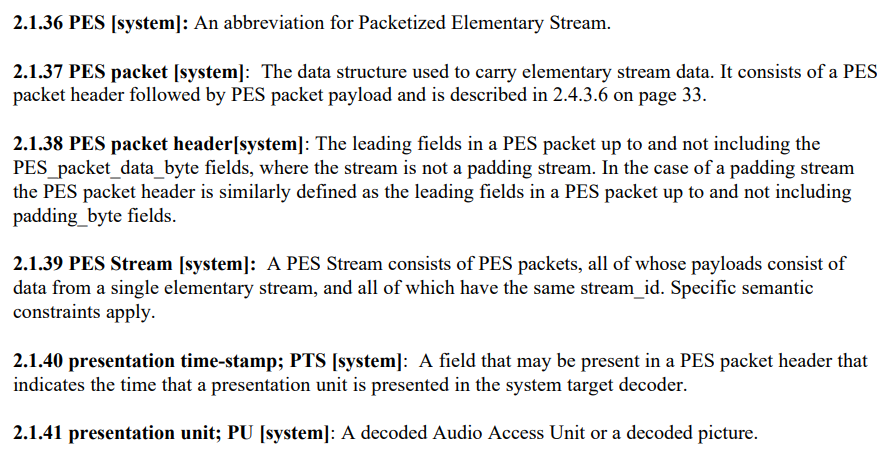 2.1.36 PES [system]: An abbreviation for Packetized Elementary Stream.
2.1.37 PES packet [system]: The data structure used to carry elementary stream data. It consists of a PES
packet header followed by PES packet payload and is described in 2.4.3.6 on page 33.
2.1.38 PES packet header[system]: The leading fields in a PES packet up to and not including the
PES_packet_data_byte fields, where the stream is not a padding stream. In the case of a padding stream
the PES packet header is similarly defined as the leading fields in a PES packet up to and not including
padding_byte fields.
2.1.39 PES Stream [system]: A PES Stream consists of PES packets, all of whose payloads consist of
data from a single elementary stream, and all of which have the same stream_id. Specific semantic
constraints apply.
2.1.40 presentation time-stamp; PTS [system]: A field that may be present in a PES packet header that
indicates the time that a presentation unit is presented in the system target decoder.
2.1.41 presentation unit; PU [system]: A decoded Audio Access Unit or a decoded picture.